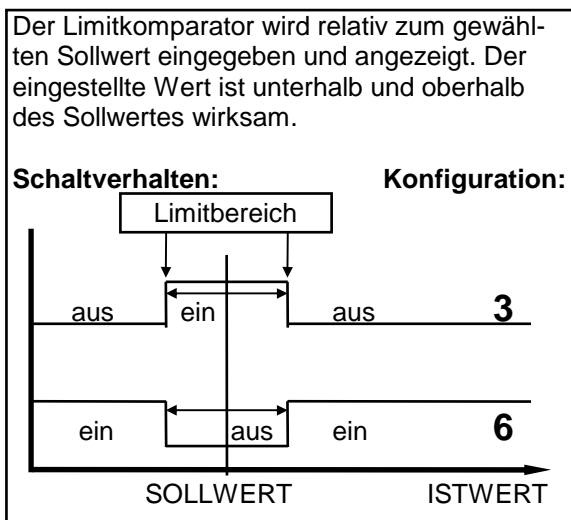 Der Limitkomparator wird relativ zum gewähl-
ten Sollwert eingegeben und angezeigt. Der
eingestellte Wert ist unterhalb und oberhalb
des Sollwertes wirksam.
Schaltverhalten: Konfiguration:
Limitbereich
aus ein aus 3
ein aus ein 6
SOLLWERT ISTWERT